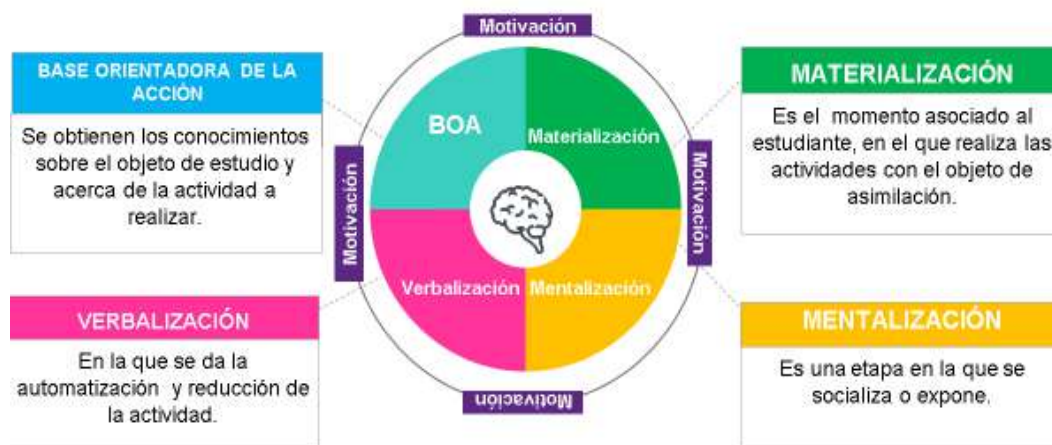 Motivación
BASE ORIENTADORA DE LA
ACCIÓN
Se obtienen los conocimientos
sobre el objeto de estudio y
acerca de la actividad a
realizar.
BOA
Materialización
MATERIALIZACIÓN
Es el momento asociado al
estudiante, en el que realiza las
actividades con el objeto de
asimilación.
Motivación
Motivación
Verbalización
Mentalización
VERBALIZACIÓN
En la que se da la
automatización y reducción de
la actividad.
MENTALIZACIÓN
Es una etapa en la que se
socializa o expone.
Motivación